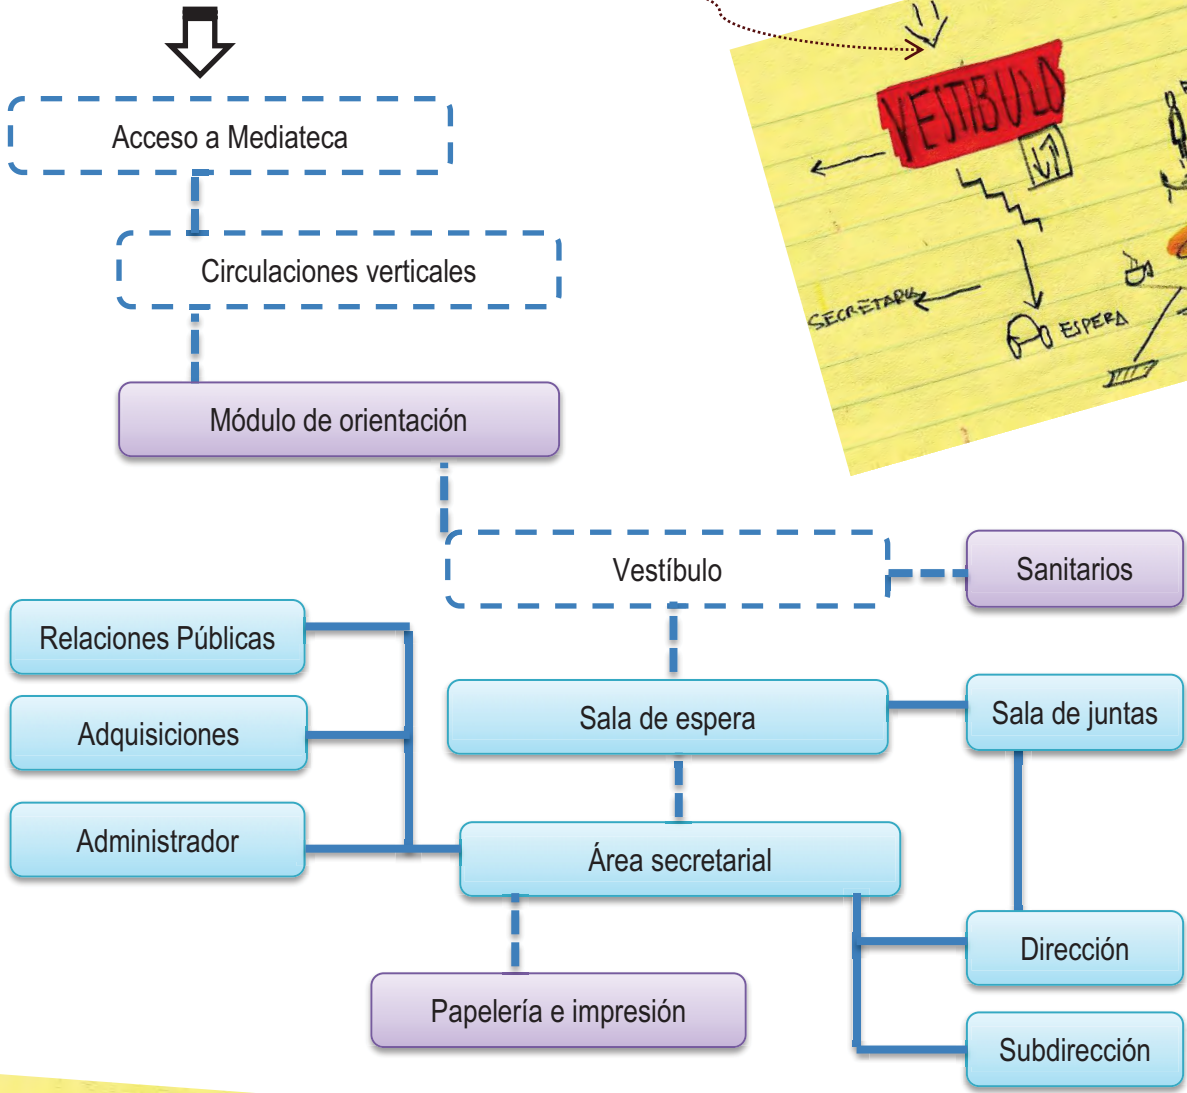 Acceso a Mediateca
VESTIBULO
Circulaciones verticales
SECRETARIA
ESPERA
Módulo de orientación
Vestíbulo
Sanitarios
Relaciones Públicas
Sala de espera
Sala de juntas
Adquisiciones
Administrador
Área secretarial
Dirección
Papelería e impresión
Subdirección